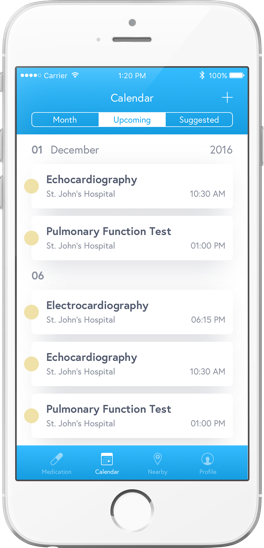 Carrier 1:20 PM 100%
Calendar
Month Upcoming Suggested
01 December 2016
Echocardiography
St. John's Hospital 10:30 AM
Pulmonary Function Test
St. John's Hospital 01:00 PM
06
Electrocardiography
St. John's Hospital 06:15 PM
Echocardiography
St. John's Hospital 10:30 AM
Pulmonary Function Test
St. John's Hospital 01:00 PM
Medication Calendar Nearby Profile